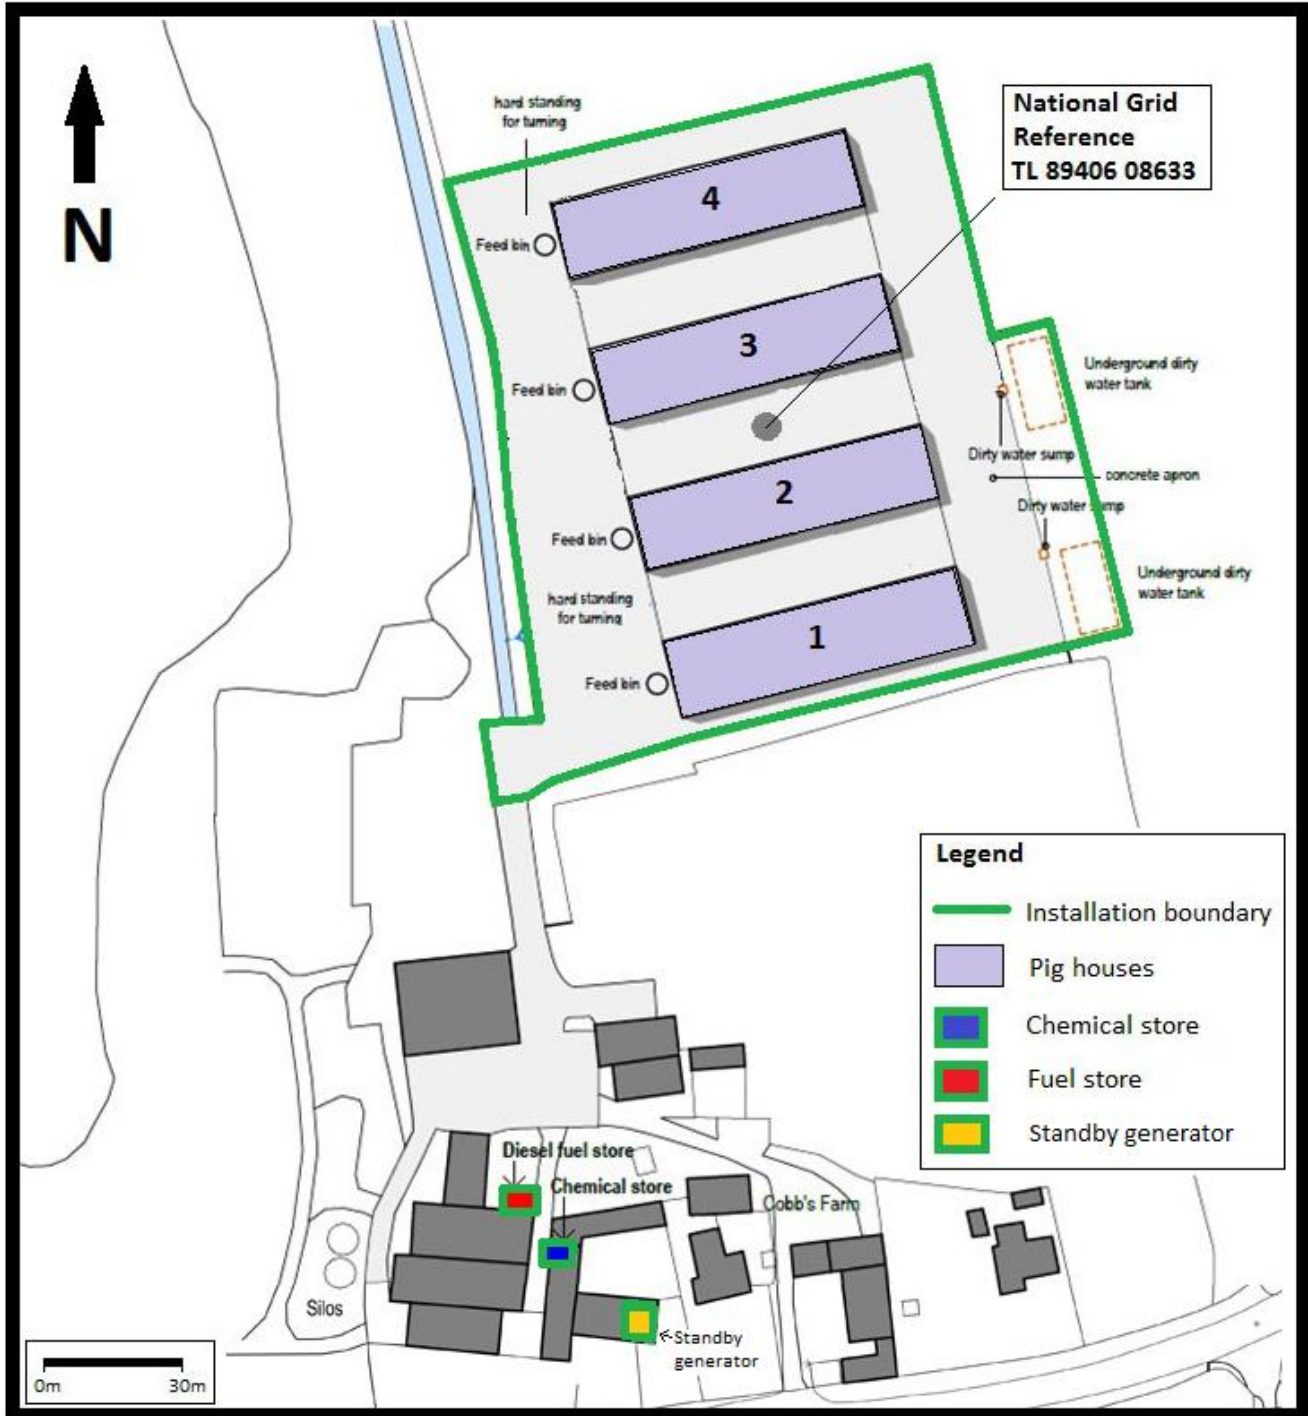 hard standing
for turning
National Grid
Reference
TL 89406 08633
N
4
Feed bin
3
Feed bin
Underground dirty
water tank
Dirty water sump
concrete apron
2
Dirty water
Feed bin
Underground dirty
water tank
hard standing
for turning
1
Feed bin
Legend
Installation boundary
Pig houses
Chemical store
Fuel store
Standby generator
Diesel fuel store
Chemical store
Cobb's Farm
Silos
Standby
generator
0m 30m